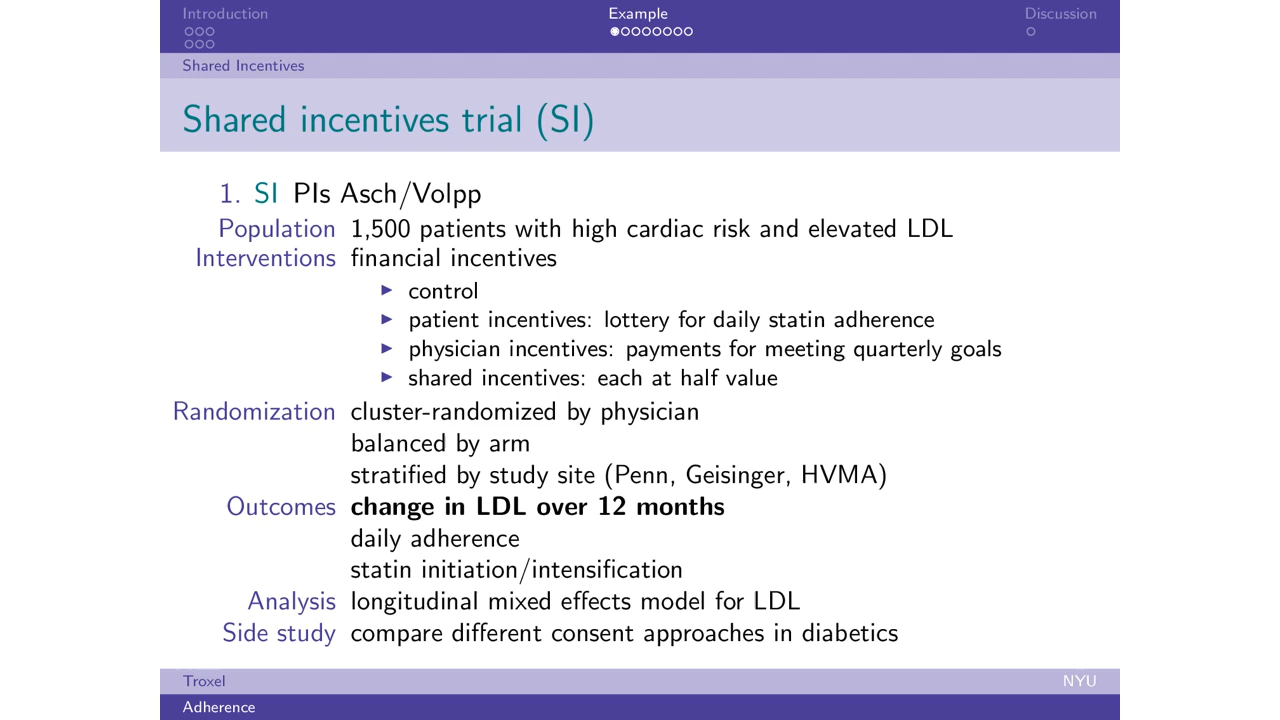 Introduction
Example
Discussion
Shared Incentives
Shared incentives trial (SI)
1. SI PIs Asch/Volpp
Population 1,500 patients with high cardiac risk and elevated LDL
Interventions financial incentives
control
patient incentives: lottery for daily statin adherence
physician incentives: payments for meeting quarterly goals
shared incentives: each at half value
Randomization cluster-randomized by physician
balanced by arm
stratified by study site (Penn, Geisinger, HVMA)
Outcomes change in LDL over 12 months
daily adherence
statin initiation/intensification
Analysis longitudinal mixed effects model for LDL
Side study compare different consent approaches in diabetics
Troxel
NYU
Adherence